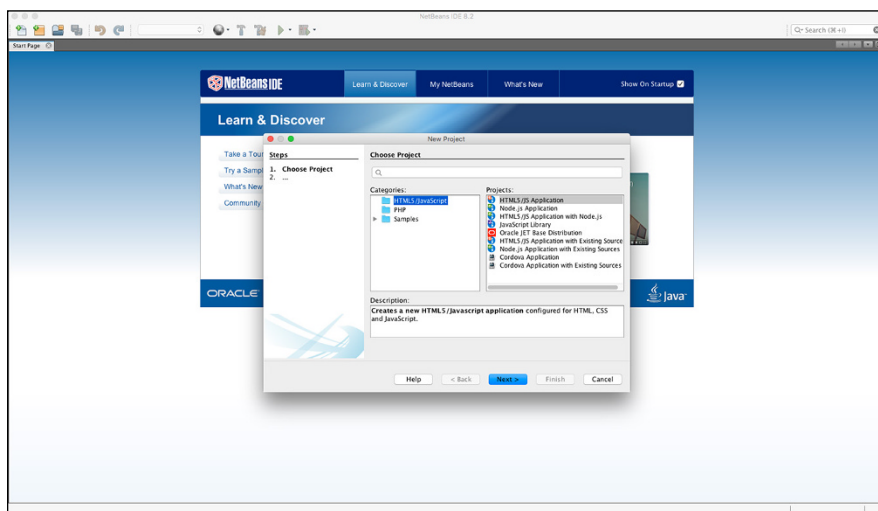 NetBeans IDE 8.2
Search (⌘+I)
Start Page
NetBeans IDE
Learn & Discover
My NetBeans
What's New
Show On Startup
Learn & Discover
Take a Tour
Try a Sampl
What's New
Community
ORACLE
Java
New Project
Steps
1. Choose Project
2. ...
Choose Project
Categories:
HTML5/JavaScript
PHP
Samples
Projects:
HTML5/JS Application
Node.js Application
HTML5/JS Application with Node.js
JavaScript Library
Oracle JET Base Distribution
HTML5/JS Application with Existing Source
Node.js Application with Existing Sources
Cordova Application
Cordova Application with Existing Sources
Description:
Creates a new HTML5/Javascript application configured for HTML, CSS
and JavaScript.
Help
< Back
Next >
Finish
Cancel